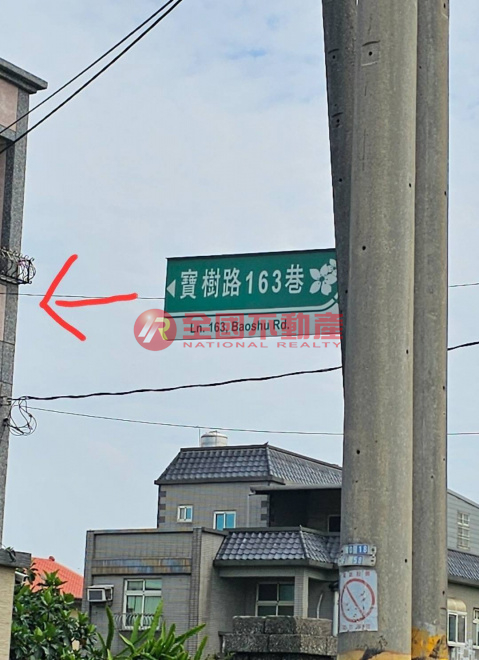 寶樹路163巷
Ln. 163, Baoshu Rd.
全國不動產
NATIONAL REALTY